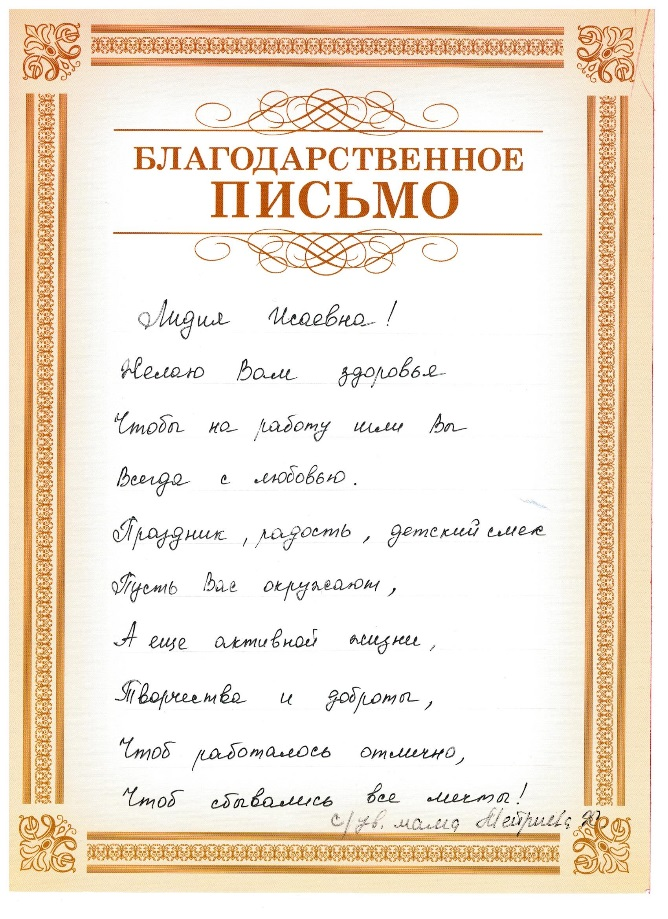 БЛАГОДАРСТВЕННОЕ
ПИСЬМО
Лидия Исаевна!
Желаю Вам здоровья
Чтобы на работу шли Вы
Всегда с любовью.
Праздник, радость, детский смех
Пусть Вас окружают,
А еще активной жизни,
Творчества и доброты,
Чтоб работалось отлично,
Чтоб сбывались все мечты!
с/ув. мама